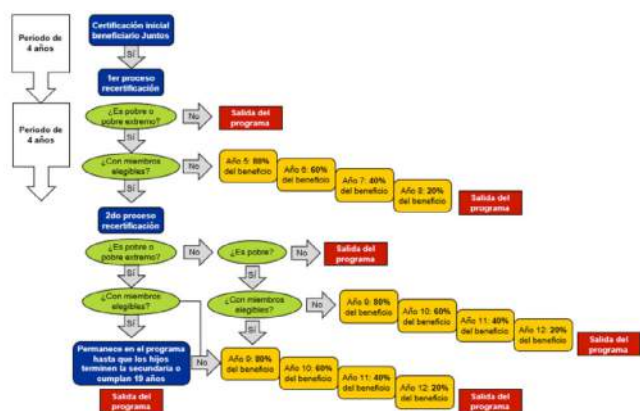 Periodo de
4 años
Certificación inicial
beneficiario Juntos
Sí
1er proceso
recertificación
Periodo de
4 años
¿Es pobre o
pobre extremo?
No
Salida del
programa
Sí
¿Con miembros
elegibles?
No
Año 5: 80%
del beneficio
Año 6: 60%
del beneficio
Año 7: 40%
del beneficio
Año 8: 20%
del beneficio
Salida del
programa
Sí
2do proceso
recertificación
¿Es pobre o
pobre extremo?
No
¿Es pobre?
No
Salida del
programa
Sí
Sí
¿Con miembros
elegibles?
¿Con miembros
elegibles?
No
Año 9: 80%
del beneficio
Año 10: 60%
del beneficio
Año 11: 40%
del beneficio
Año 12: 20%
del beneficio
Salida del
programa
Sí
Sí
Permanece en el programa
hasta que los hijos
terminen la secundaria o
cumplan 19 años
No
Año 9: 80%
del beneficio
Año 10: 60%
del beneficio
Año 11: 40%
del beneficio
Año 12: 20%
del beneficio
Salida del
programa
Salida del
programa